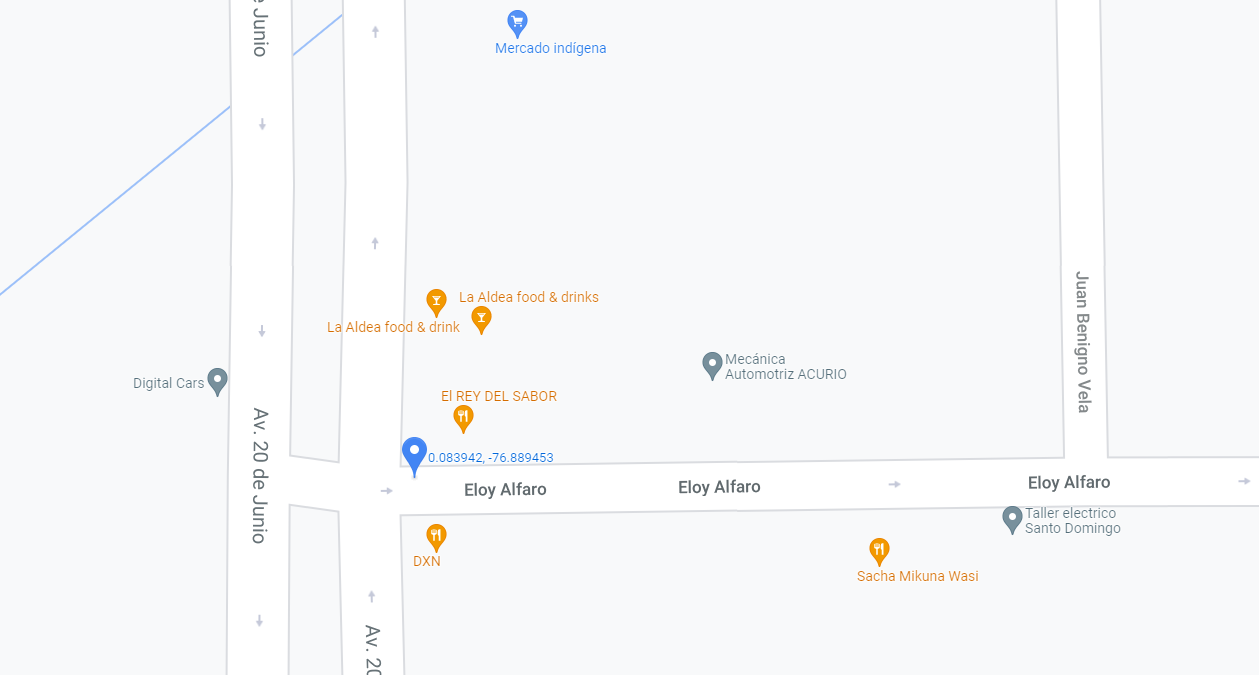 e Junio
Mercado indígena
La Aldea food & drinks
La Aldea food & drink
Juan Benigno Vela
Mecánica
Automotriz ACURIO
Digital Cars
El REY DEL SABOR
Av. 20 de Junio
0.083942, -76.889453
Eloy Alfaro
Eloy Alfaro
Eloy Alfaro
Taller electrico
Santo Domingo
DXN
Sacha Mikuna Wasi
Av. 20